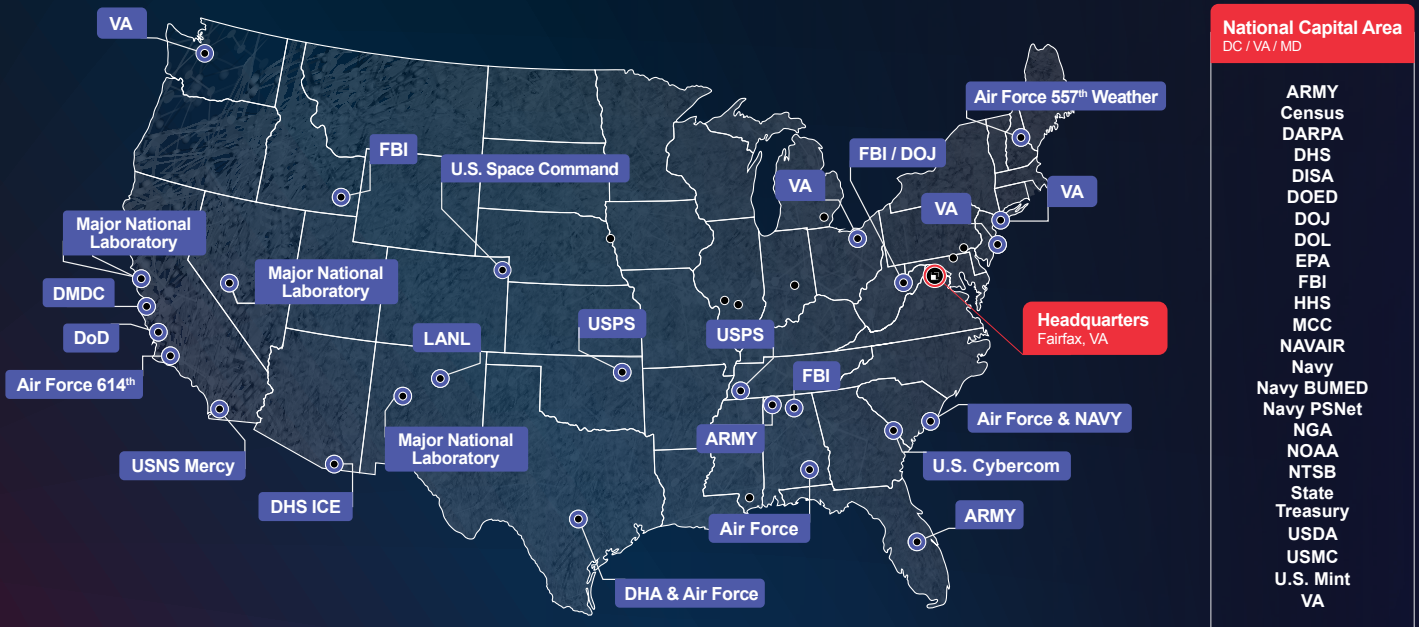 VA
FBI
U.S. Space Command
Major National
Laboratory
Major National
Laboratory
DMDC
DoD
Air Force 614th
USNS Mercy
DHS ICE
LANL
Major National
Laboratory
USPS
DHA & Air Force
USPS
ARMY
FBI
Air Force
VA
FBI / DOJ
Air Force 557th Weather
VA
VA
Headquarters
Fairfax, VA
Air Force & NAVY
U.S. Cybercom
ARMY
National Capital Area
DC / VA / MD
ARMY
Census
DARPA
DHS
DISA
DOED
DOJ
DOL
EPA
FBI
HHS
MCC
NAVAIR
Navy
Navy BUMED
Navy PSNet
NGA
NOAA
NTSB
State
Treasury
USDA
USMC
U.S. Mint
VA